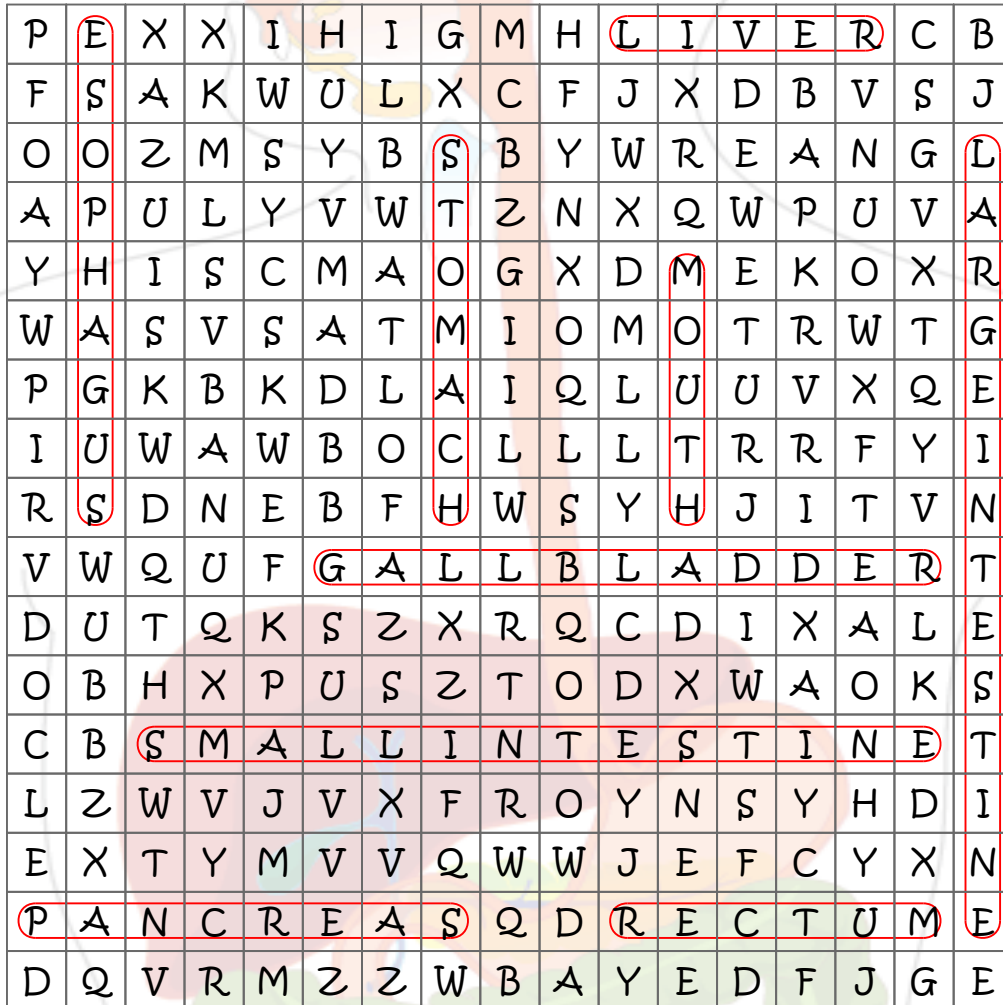 P E X X I H I G M H L I V E R C B
F S A K W U L X C F J X D B V S J
O O Z M S Y B S B Y W R E A N G L
A P U L Y V W T Z N X Q W P U V A
Y H I S C M A O G X D M E K O X R
W A S V S A T M I O M O T R W T G
P G K B K D L A I Q L U U V X Q E
I U W A W B O C L L L T R R F Y I
R S D N E B F H W S Y H J I T V N
V W Q U F G A L L B L A D D E R T
D U T Q K S Z X R Q C D I X A L E
O B H X P U S Z T O D X W A O K S
C B S M A L L I N T E S T I N E T
L Z W V J V X F R O Y N S Y H D I
E X T Y M V V Q W W J E F C Y X N
P A N C R E A S Q D R E C T U M E
D Q V R M Z Z W B A Y E D F J G E